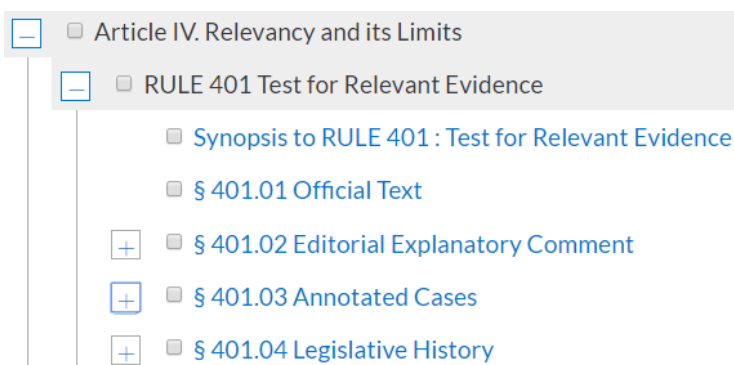 Article IV. Relevancy and its Limits
RULE 401 Test for Relevant Evidence
Synopsis to RULE 401 : Test for Relevant Evidence
§ 401.01 Official Text
§ 401.02 Editorial Explanatory Comment
§ 401.03 Annotated Cases
§ 401.04 Legislative History